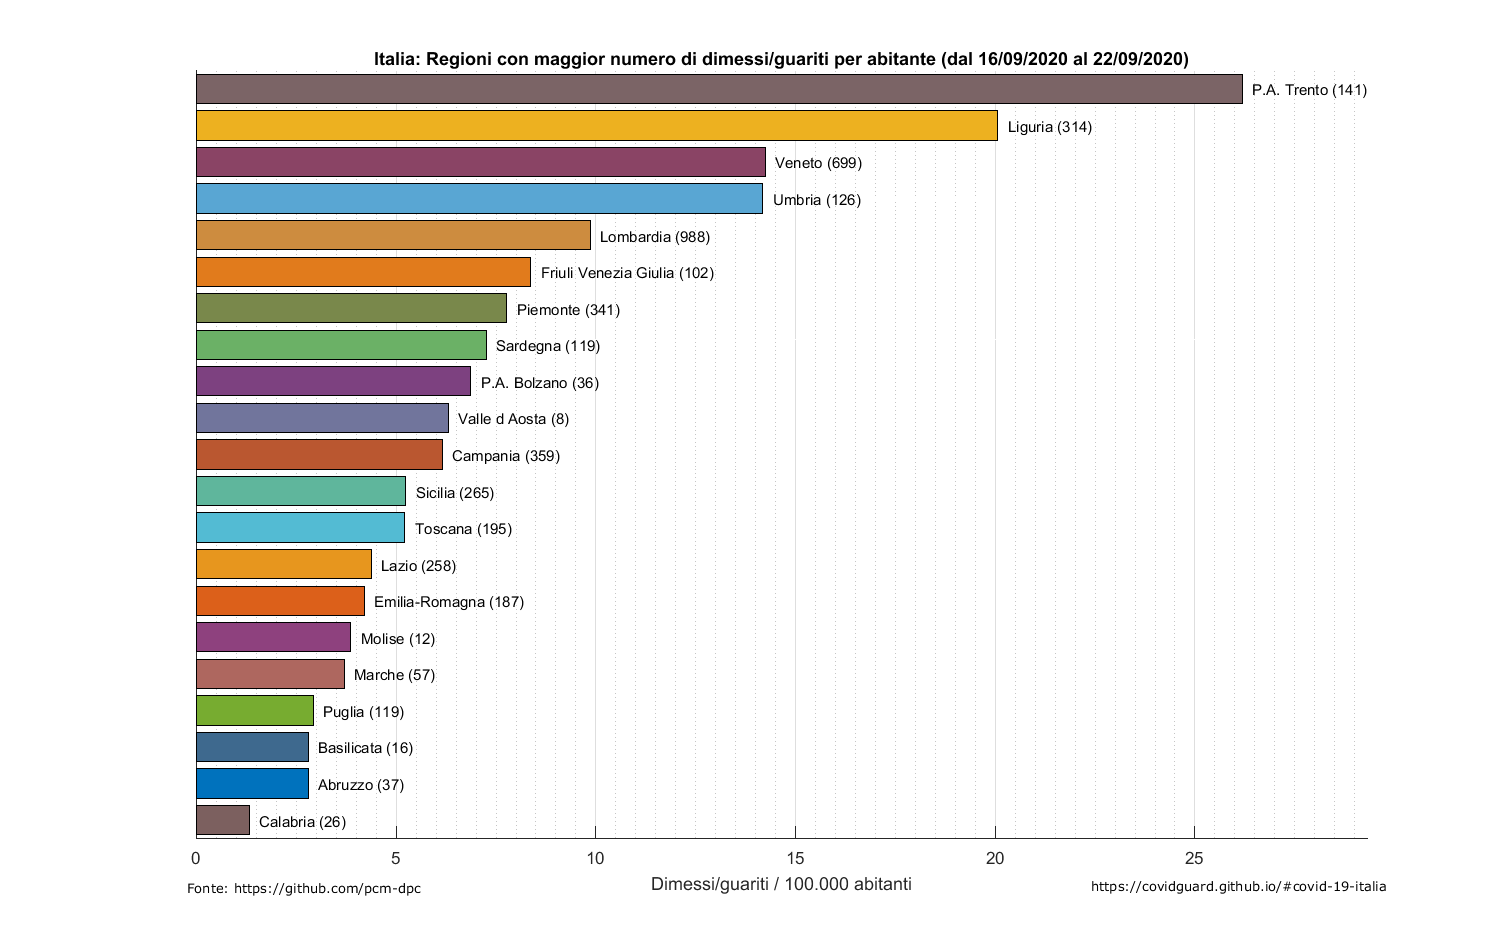 Italia: Regioni con maggior numero di dimessi/guariti per abitante (dal 16/09/2020 al 22/09/2020)
P.A. Trento (141)
Liguria (314)
Veneto (699)
Umbria (126)
Lombardia (988)
Friuli Venezia Giulia (102)
Piemonte (341)
Sardegna (119)
P.A. Bolzano (36)
Valle d Aosta (8)
Campania (359)
Sicilia (265)
Toscana (195)
Lazio (258)
Emilia-Romagna (187)
Molise (12)
Marche (57)
Puglia (119)
Basilicata (16)
Abruzzo (37)
Calabria (26)
0 5 10 15 20 25
Dimessi/guariti / 100.000 abitanti
Fonte: https://github.com/pcm-dpc
https://covidguard.github.io/#covid-19-italia